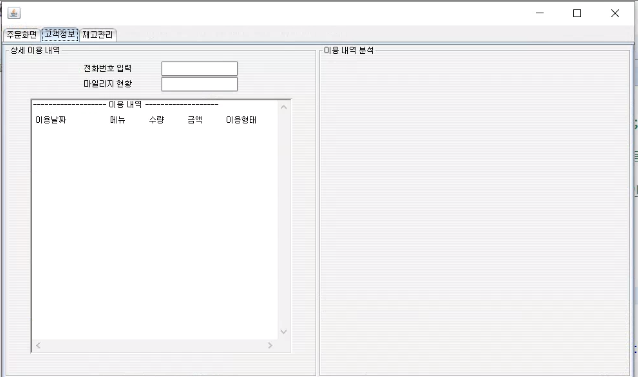 주문화면 고객정보 재고관리
상세 이용 내역
전화번호 입력
마일리지 현황
------------------- 이용 내역 -------------------
이용날짜 메뉴 수량 금액 이용형태
이용 내역 분석